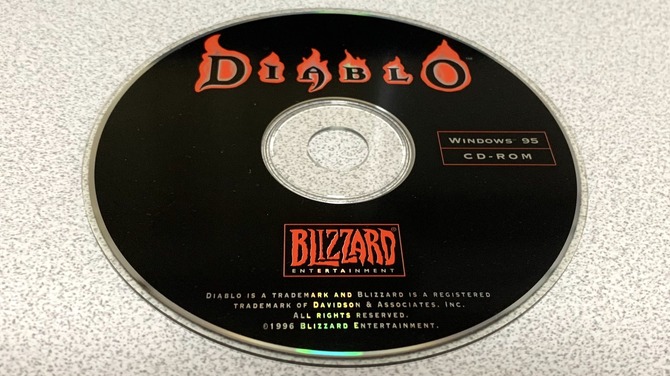 DIABLO™
WINDOWS® 95
CD-ROM
BLIZZARD®
ENTERTAINMENT
DIABLO IS A TRADEMARK AND BLIZZARD IS A REGISTERED
TRADEMARK OF DAVIDSON & ASSOCIATES, INC.
ALL RIGHTS RESERVED.
©1996 BLIZZARD ENTERTAINMENT.